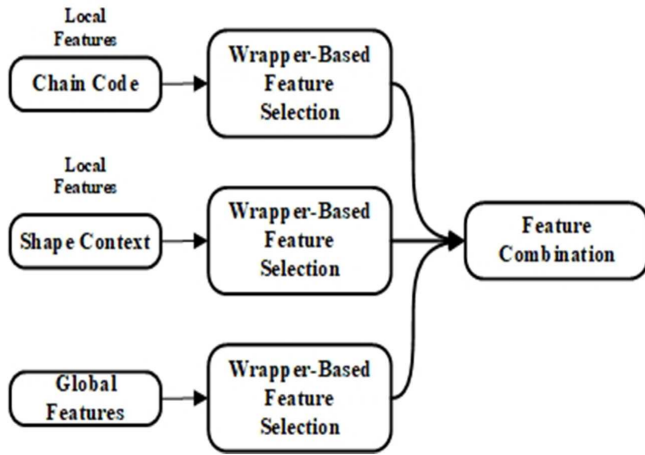 Local
Features
Chain Code
Wrapper-Based
Feature
Selection
Local
Features
Shape Context
Wrapper-Based
Feature
Selection
Feature
Combination
Global
Features
Wrapper-Based
Feature
Selection